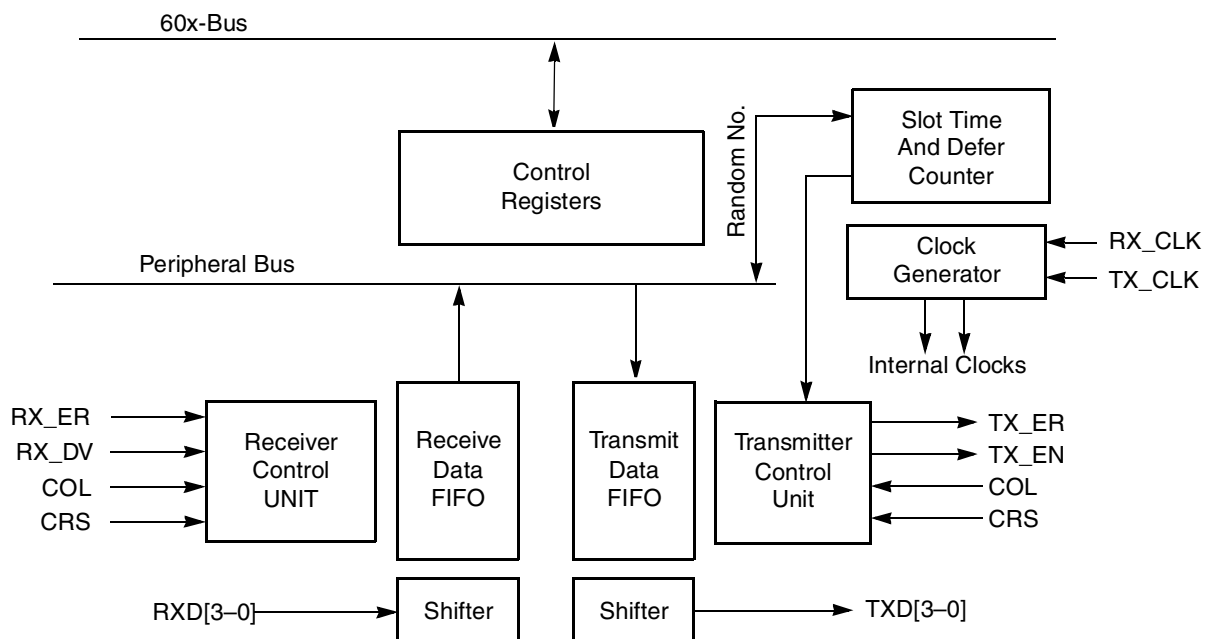 60x-Bus
Random No.
Slot Time
And Defer
Counter
Control
Registers
Clock
Generator
RX_CLK
TX_CLK
Peripheral Bus
Internal Clocks
RX_ER
RX_DV
COL
CRS
Receiver
Control
UNIT
Receive
Data
FIFO
Transmit
Data
FIFO
Transmitter
Control
Unit
TX_ER
TX_EN
COL
CRS
RXD[3–0]
Shifter
Shifter
TXD[3–0]